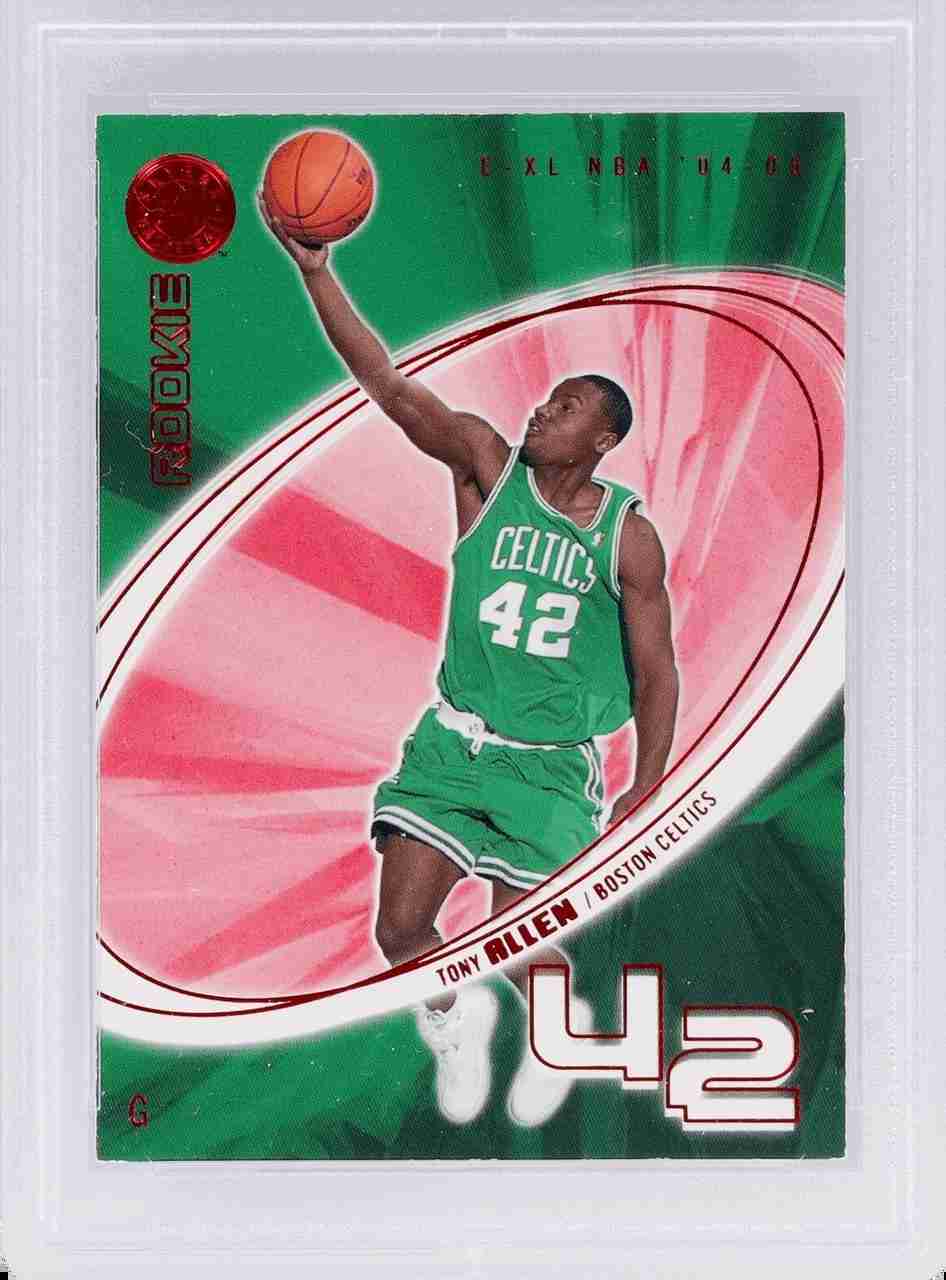 E-XL NBA '04-05
ROOKIE
CELTICS
42
TONY ALLEN / BOSTON CELTICS
42
G